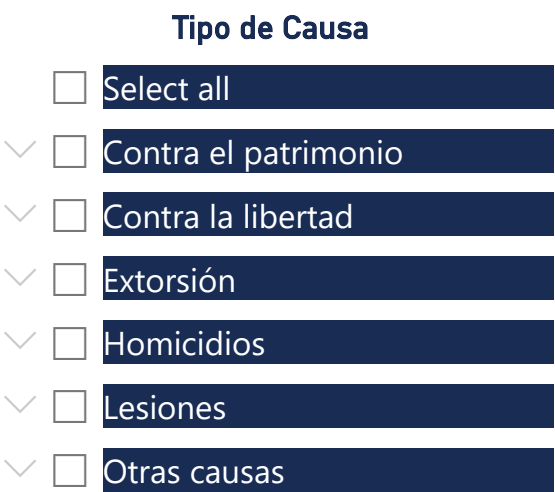 Tipo de Causa
Select all
Contra el patrimonio
Contra la libertad
Extorsión
Homicidios
Lesiones
Otras causas